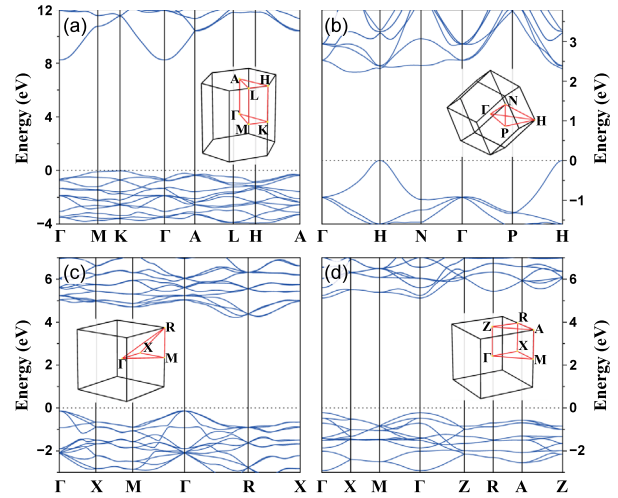 (a)
Energy (eV)
12
8
4
0
−4
A H
L
Γ
M K
Γ M K Γ A L H A
(b)
Energy (eV)
3
2
1
0
−1
N
Γ
H
P
Γ H N Γ P H
(c)
Energy (eV)
6
4
2
0
−2
R
X
Γ M
Γ X M Γ R X
(d)
Energy (eV)
6
4
2
0
−2
R
Z A
X
Γ M
Γ X M Γ Z R A Z